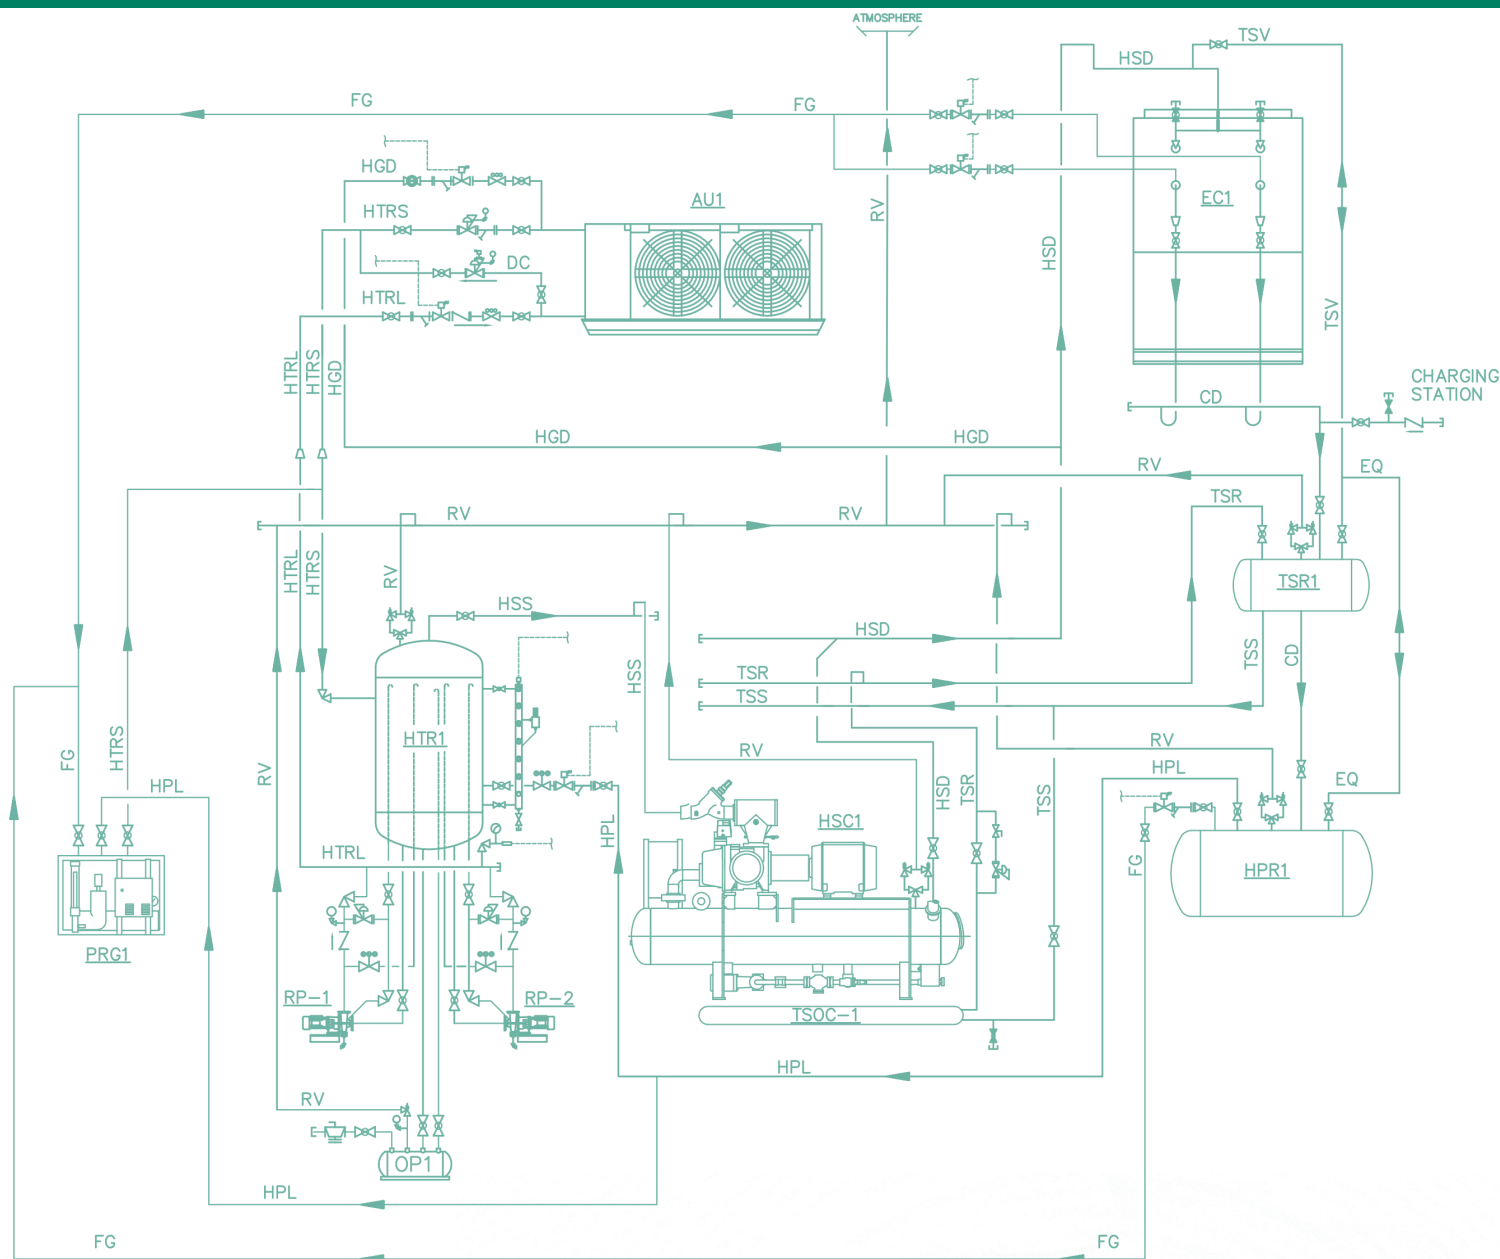 ATMOSPHERE
TSV
HSD
FG
FG
HGD
HTRS
DC
HTRL
AU1
RV
HSD
EC1
TSV
HTRL
HTRS
HGD
CHARGING
STATION
CD
HGD
HGD
RV
EQ
TSR
RV
RV
HTRL
HTRS
RV
HSS
TSR1
HSD
HSS
TSR
TSS
TSS
CD
HTR1
FG
HTRS
RV
RV
RV
HPL
HPL
EQ
HSD
TSR
TSS
HPL
HSC1
HTRL
FG
HPR1
PRG1
RP-1
RP-2
TSOC-1
HPL
RV
OP1
HPL
FG
FG